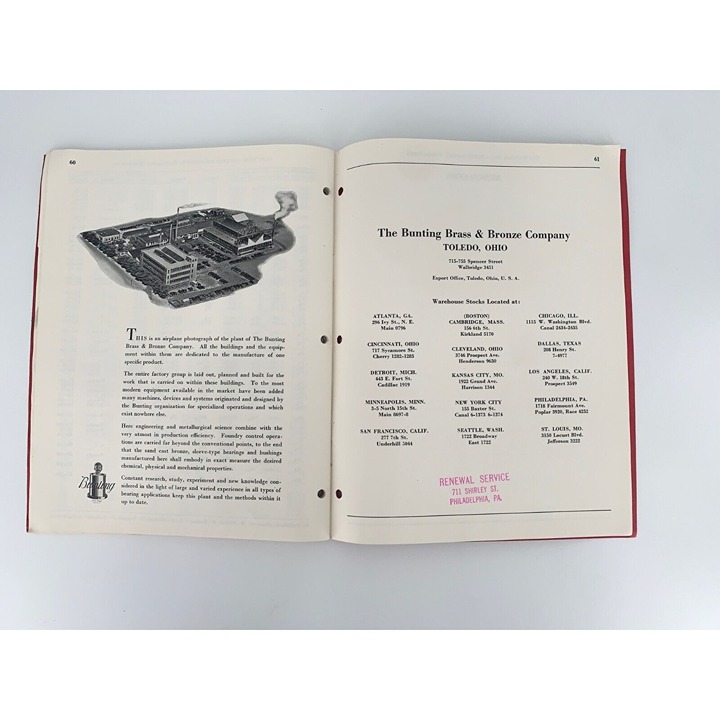 60
THIS is an airplane photograph of the plant of The Bunting
Brass & Bronze Company. All the buildings and the equip-
ment within them are dedicated to the manufacture of one
specific product.
The entire factory group is laid out, planned and built for the
work that is carried on within these buildings. To the most
modern equipment available in the market have been added
many machines, devices and systems originated and designed by
the Bunting organization for specialized operations and which
exist nowhere else.
Here engineering and metallurgical science combine with the
very utmost in production efficiency. Foundry control opera-
tions are carried far beyond the conventional points, to the end
that the sand cast bronze, sleeve-type bearings and bushings
manufactured here shall embody in exact measure the desired
chemical, physical and mechanical properties.
Constant research, study, experiment and new knowledge con-
sidered in the light of large and varied experience in all types of
bearing applications keep this plant and the methods within it
up to date.
Bunting
61
The Bunting Brass & Bronze Company
TOLEDO, OHIO
715-755 Spencer Street
Walbridge 3451
Export Office, Toledo, Ohio, U. S. A.
Warehouse Stocks Located at:
ATLANTA, GA.
296 Ivy St., N. E.
Main 0706
(BOSTON)
CAMBRIDGE, MASS.
156 6th St.
Kirkland 5170
CHICAGO, ILL.
1115 W. Washington Blvd.
Canal 2434-2435
CINCINNATI, OHIO
717 Sycamore St.
Cherry 1282-1283
CLEVELAND, OHIO
3746 Prospect Ave.
Henderson 9630
DALLAS, TEXAS
208 Henry St.
7-4977
DETROIT, MICH.
443 E. Fort St.
Cadillac 1919
KANSAS CITY, MO.
1922 Grand Ave.
Harrison 1544
LOS ANGELES, CALIF.
240 W. 18th St.
Prospect 3549
MINNEAPOLIS, MINN.
3-5 North 15th St.
Main 8697-8
NEW YORK CITY
155 Baxter St.
Canal 6-1373 6-1374
PHILADELPHIA, PA.
1718 Fairmount Ave.
Poplar 3920, Race 4252
SAN FRANCISCO, CALIF.
277 7th St.
Underhill 5044
SEATTLE, WASH.
1722 Broadway
East 1722
ST. LOUIS, MO.
3330 Locust Blvd.
Jefferson 3222
RENEWAL SERVICE
711 SHIRLEY ST.
PHILADELPHIA, PA.